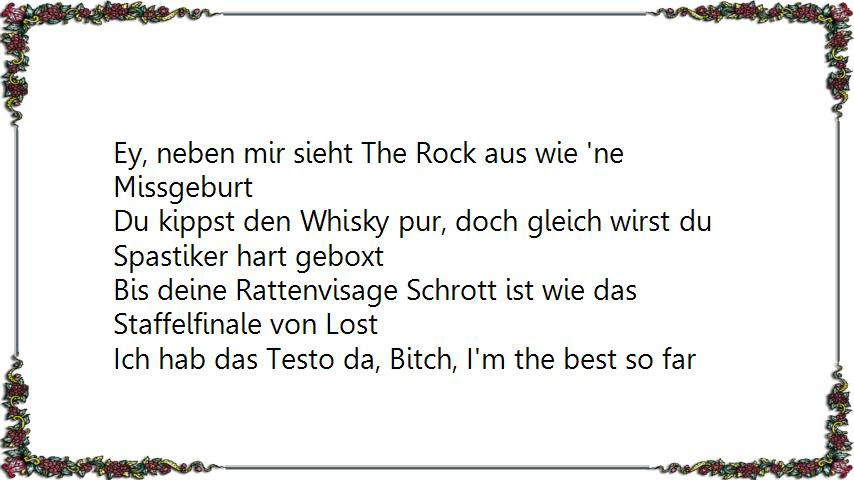 Ey, neben mir sieht The Rock aus wie 'ne
Missgeburt
Du kippst den Whisky pur, doch gleich wirst du
Spastiker hart geboxt
Bis deine Rattenvisage Schrott ist wie das
Staffelfinale von Lost
Ich hab das Testo da, Bitch, I'm the best so far